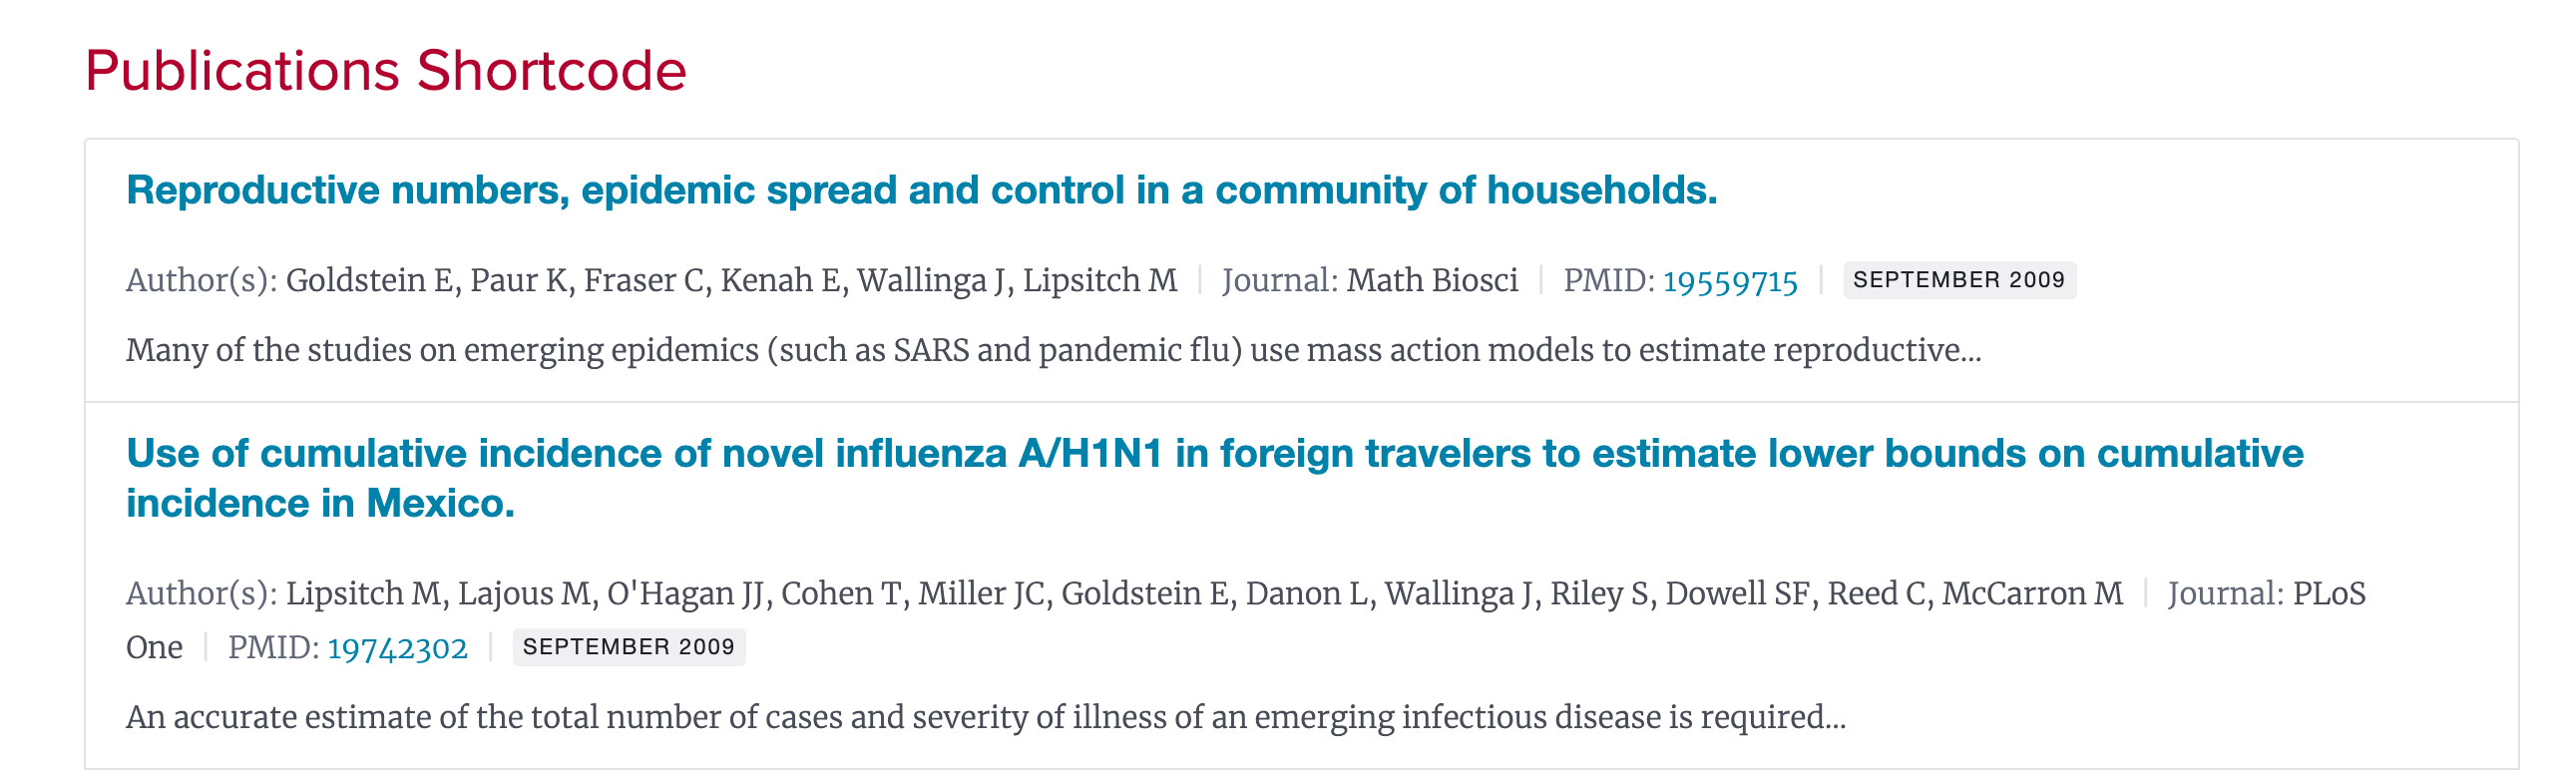 Publications Shortcode
Reproductive numbers, epidemic spread and control in a community of households.
Author(s): Goldstein E, Paur K, Fraser C, Kenah E, Wallinga J, Lipsitch M | Journal: Math Biosci | PMID: 19559715 | SEPTEMBER 2009
Many of the studies on emerging epidemics (such as SARS and pandemic flu) use mass action models to estimate reproductive...
Use of cumulative incidence of novel influenza A/H1N1 in foreign travelers to estimate lower bounds on cumulative
incidence in Mexico.
Author(s): Lipsitch M, Lajous M, O'Hagan JJ, Cohen T, Miller JC, Goldstein E, Danon L, Wallinga J, Riley S, Dowell SF, Reed C, McCarron M | Journal: PLoS
One | PMID: 19742302 | SEPTEMBER 2009
An accurate estimate of the total number of cases and severity of illness of an emerging infectious disease is required...